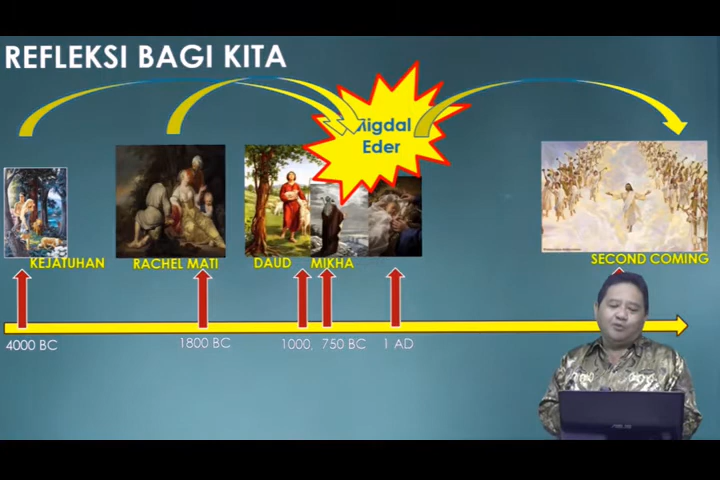 REFLEKSI BAGI KITA
Eder
KEJATUHAN
RACHEL MATI
DAUD
MIKHA
SECOND COMING
4000 BC
1800 BC
1000, 750 BC
1 AD